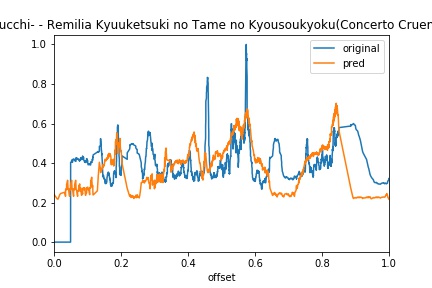 ucchi- - Remilia Kyuuketsuki no Tame no Kyousoukyoku(Concerto Cruen
original
pred
1.0
0.8
0.6
0.4
0.2
0.0
0.0 0.2 0.4 0.6 0.8 1.0
offset